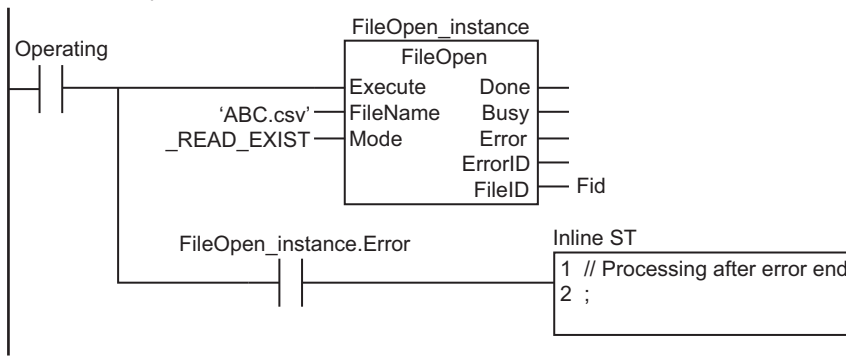 FileOpen_instance
Operating
FileOpen
Execute Done
‘ABC.csv’ FileName Busy
_READ_EXIST Mode Error
ErrorID
FileID Fid
FileOpen_instance.Error
Inline ST
1 // Processing after error end
2 ;